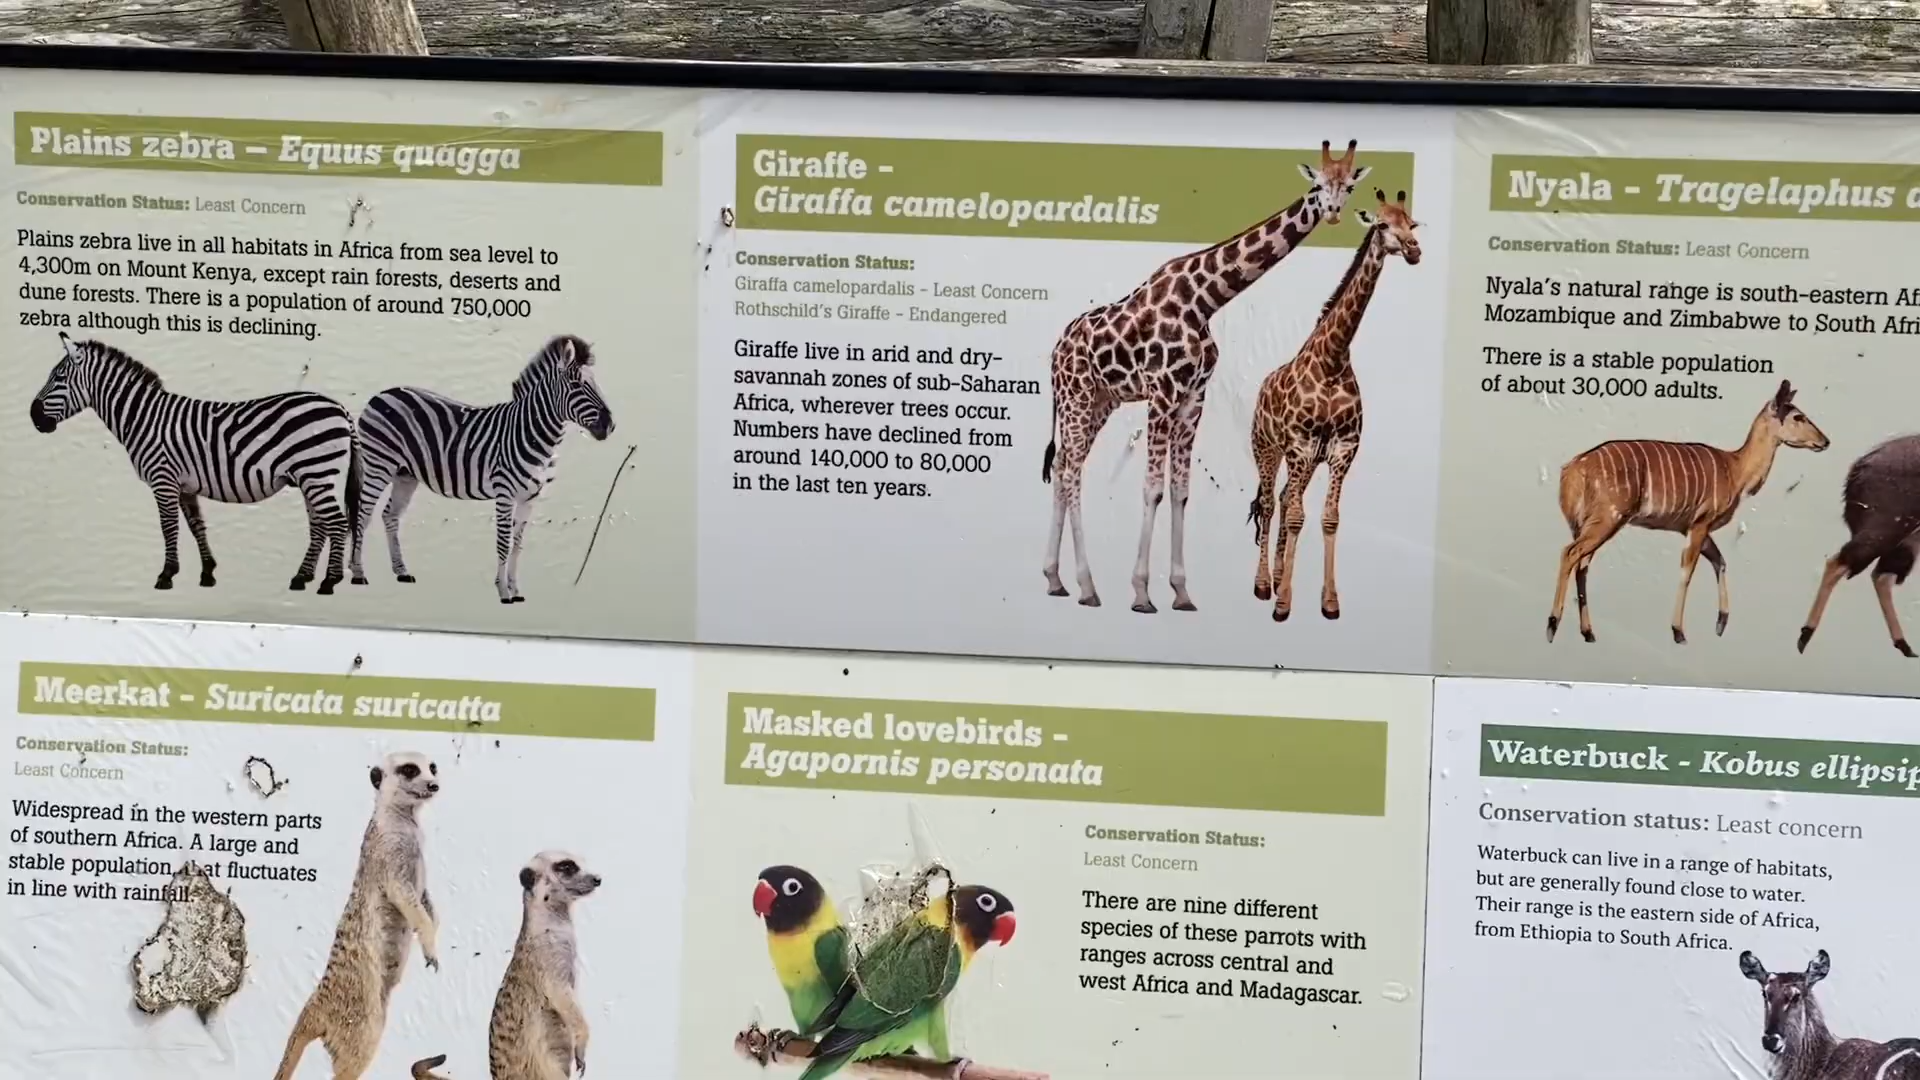 Plains zebra – Equus quagga
Conservation Status: Least Concern
Plains zebra live in all habitats in Africa from sea level to
4,300m on Mount Kenya, except rain forests, deserts and
dune forests. There is a population of around 750,000
zebra although this is declining.
Giraffe -
Giraffa camelopardalis
Conservation Status:
Giraffa camelopardalis - Least Concern
Rothschild's Giraffe - Endangered
Giraffe live in arid and dry-
savannah zones of sub-Saharan
Africa, wherever trees occur.
Numbers have declined from
around 140,000 to 80,000
in the last ten years.
Nyala - Tragelaphus
Conservation Status: Least Concern
Nyala's natural range is south-eastern
Mozambique and Zimbabwe to South
There is a stable population
of about 30,000 adults.
Meerkat - Suricata suricatta
Conservation Status:
Least Concern
Widespread in the western parts
of southern Africa. A large and
stable population, that fluctuates
in line with rainfall.
Masked lovebirds -
Agapornis personata
Conservation Status:
Least Concern
There are nine different
species of these parrots with
ranges across central and
west Africa and Madagascar.
Waterbuck - Kobus
Conservation status: Least concern
Waterbuck can live in a range of habitats,
but are generally found close to water.
Their range is the eastern side of Africa,
from Ethiopia to South Africa.